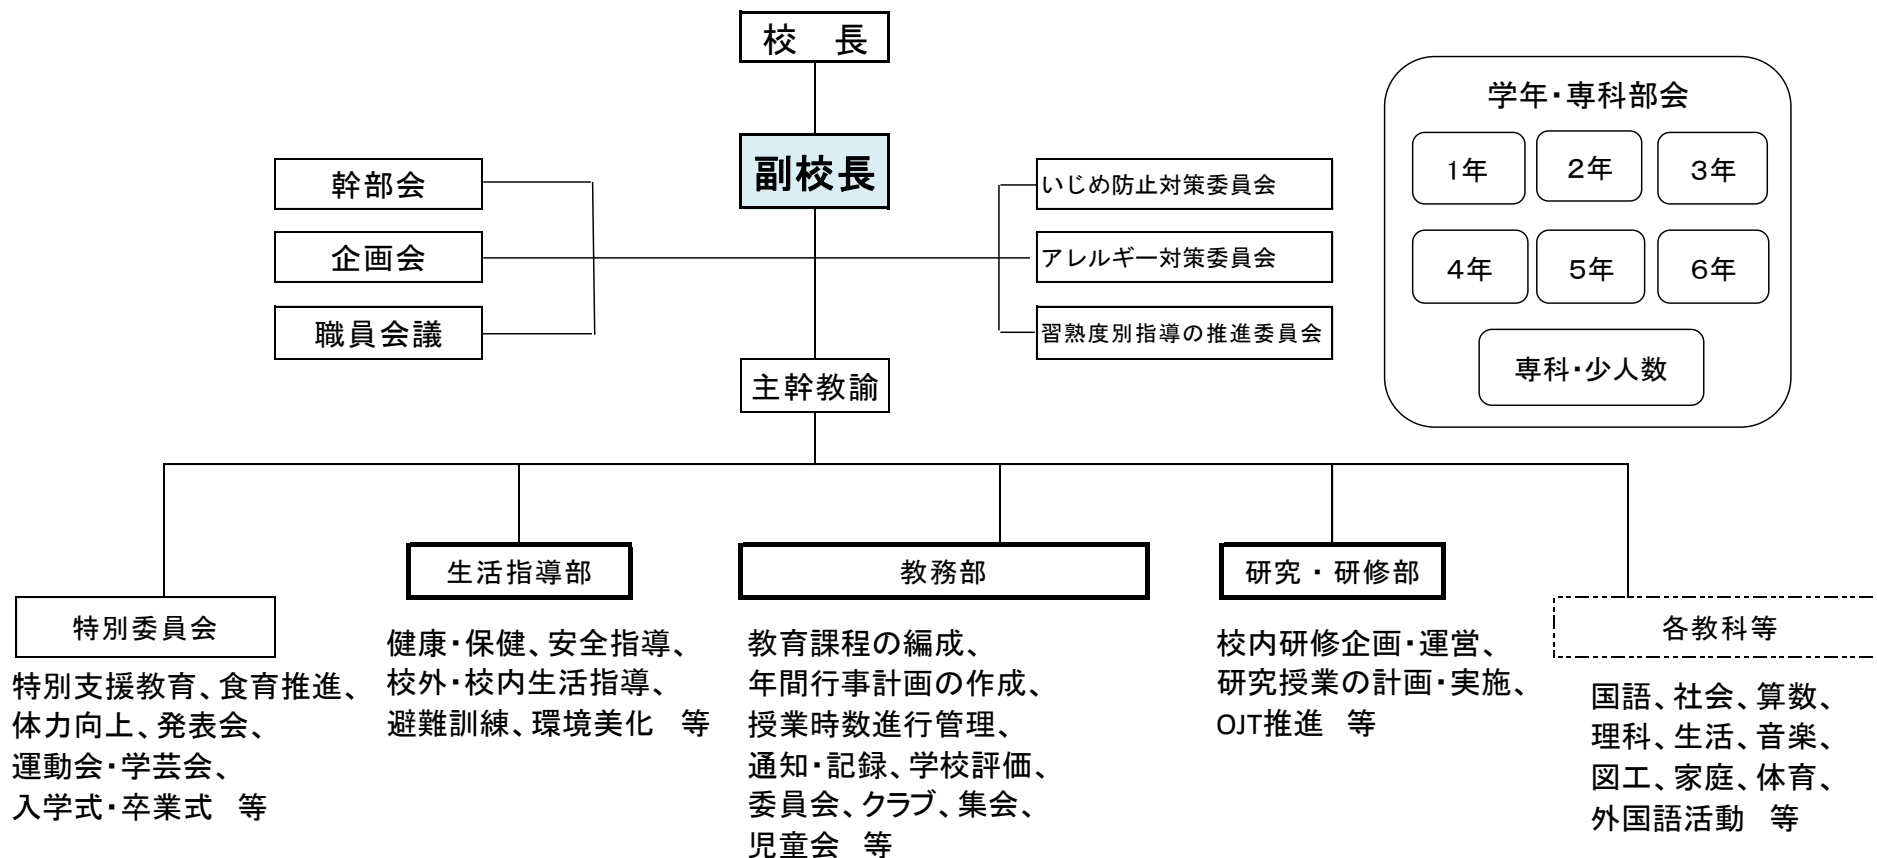 校　長
副校長
幹部会
企画会
職員会議
いじめ防止対策委員会
アレルギー対策委員会
習熟度別指導の推進委員会
主幹教諭
学年・専科部会
1年
2年
3年
4年
5年
6年
専科・少人数
特別委員会
特別支援教育、食育推進、
体力向上、発表会、
運動会・学芸会、
入学式・卒業式　等
生活指導部
健康・保健、安全指導、
校外・校内生活指導、
避難訓練、環境美化　等
教務部
教育課程の編成、
年間行事計画の作成、
授業時数進行管理、
通知・記録、学校評価、
委員会、クラブ、集会、
児童会　等
研究・研修部
校内研修企画・運営、
研究授業の計画・実施、
OJT推進　等
各教科等
国語、社会、算数、
理科、生活、音楽、
図工、家庭、体育、
外国語活動　等